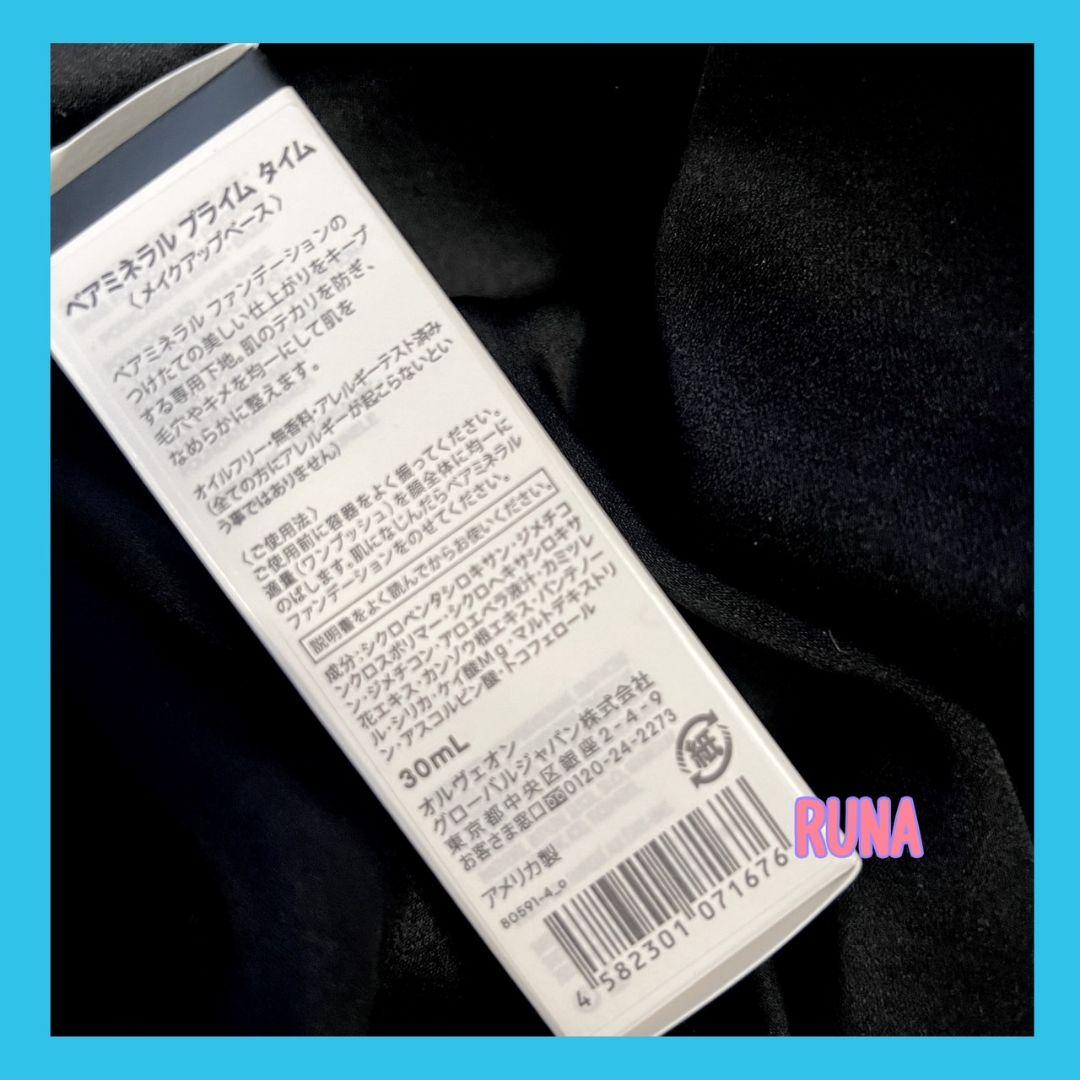 ベアミネラル プライム タイム
〈メイクアップベース〉
ベアミネラル ファンデーションの
つけたての美しい仕上がりをキープ
する専用下地。肌のテカリを防ぎ、
毛穴やキメを均一にして肌を
なめらかに整えます。
オイルフリー・無香料・アレルギーテスト済み
(全ての方にアレルギーが起こらないとい
う事ではありません)
〈ご使用法〉
ご使用前に容器をよく振ってください。
適量(ワンプッシュ)を顔全体に均一に
のばします。肌になじんだらベアミネラル
ファンデーションをのせてください。
説明書をよく読んでからお使いください。
成分:シクロペンタシロキサン・ジメチコ
ンクロスポリマー・シクロヘキサシロキサ
ン・ジメチコン・アロエベラ液汁・カミツレ
花エキス・カンゾウ根エキス・パンテノー
ル・シリカ・ケイ酸Mg・マルトデキストリ
ン・アスコルビン酸・トコフェロール
30mL
オルヴェオン
グローバルジャパン株式会社
東京都中央区銀座2-4-9
お客さま窓口 0120-24-2273
アメリカ製
80591-4_0
紙
4 582301 071676
RUNA